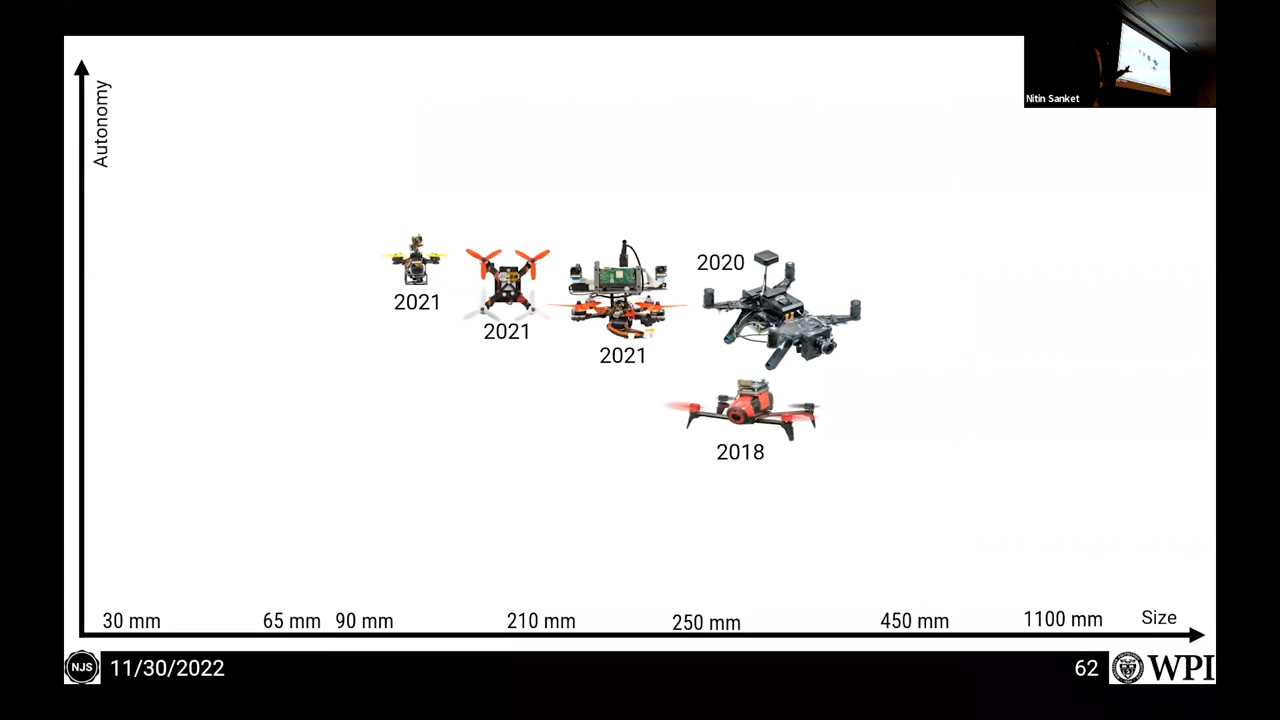 Autonomy
Nitin Sanket
2020
2021
2021
2021
2018
30 mm 65 mm 90 mm 210 mm 250 mm 450 mm 1100 mm Size
NJS 11/30/2022 62 WPI